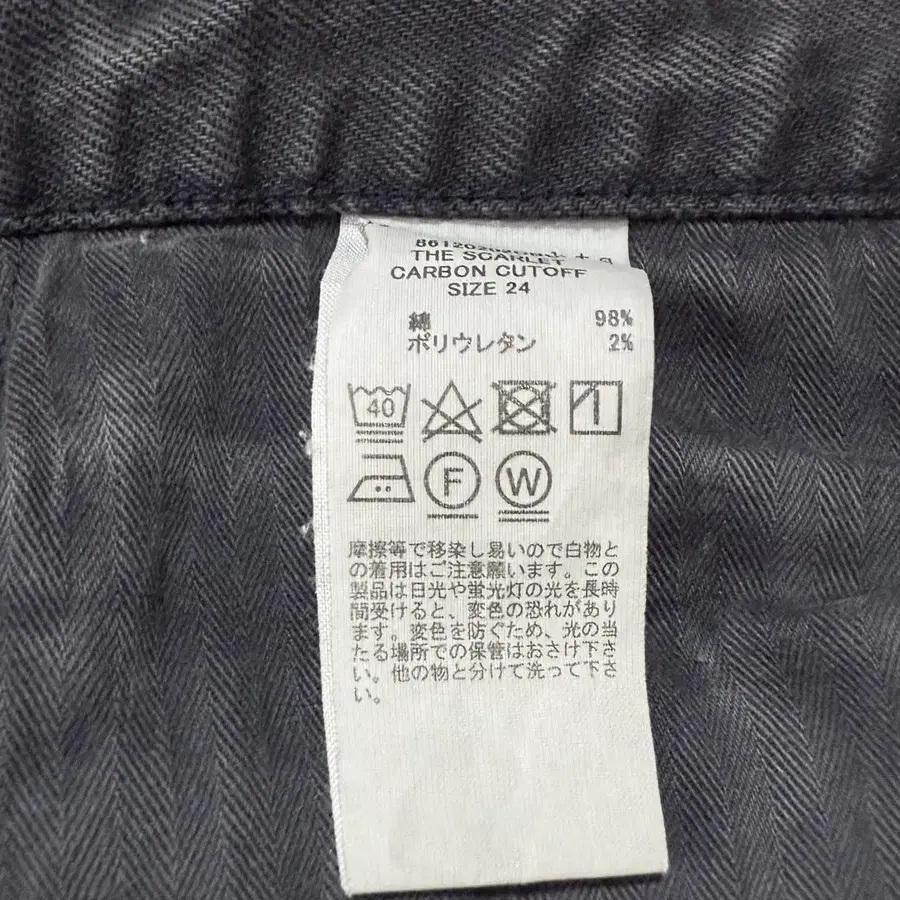 THE SCARLET
CARBON CUTOFF
SIZE 24
綿 98%
ポリウレタン 2%
40
F
W
摩擦等で移染し易いので白物と
の着用はご注意願います。この
製品は日光や蛍光灯の光を長時
間受けると、変色の恐れがあり
ます。変色を防ぐため、光の当
たる場所での保管はおさけ下さ
い。他の物と分けて洗って下さ
い。